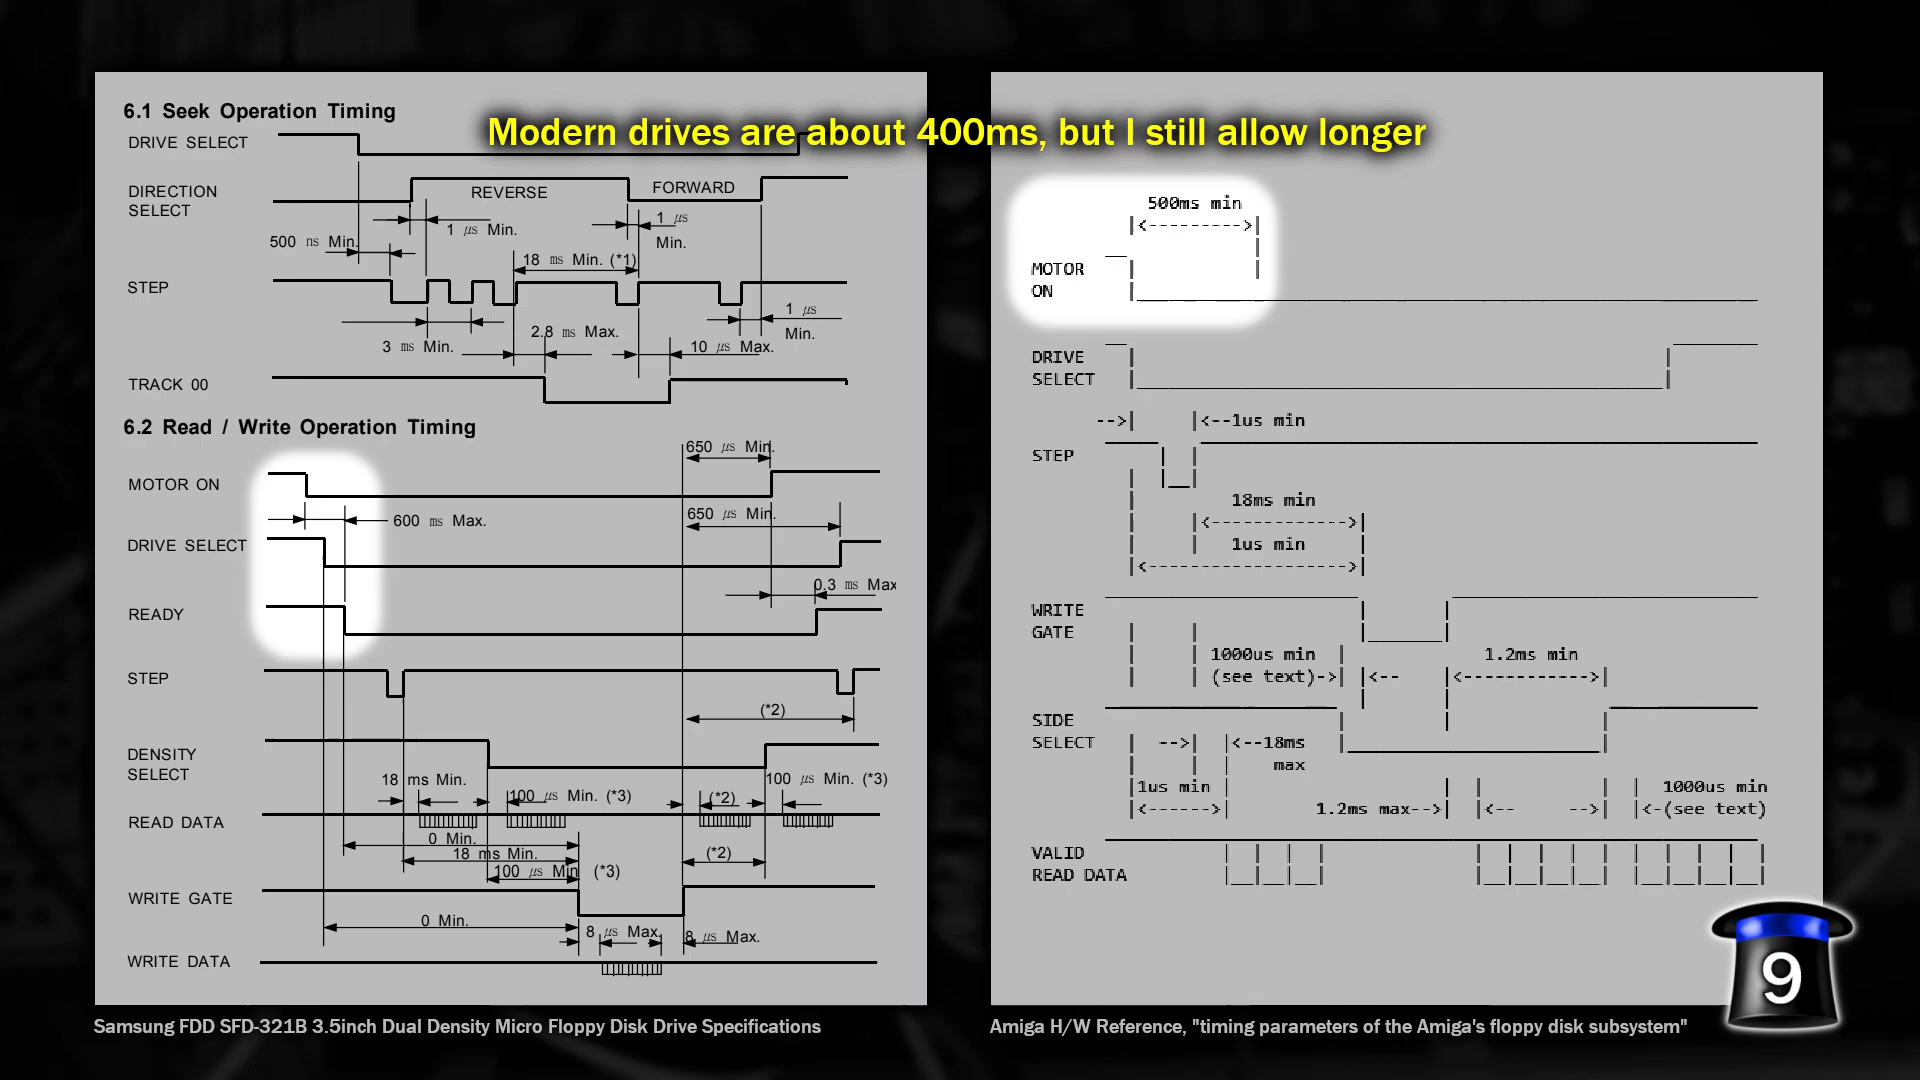 Modern drives are about 400ms, but I still allow longer
6.1 Seek Operation Timing
DRIVE SELECT
DIRECTION
SELECT
REVERSE
FORWARD
1 μs Min.
1 μs
Min.
500 ns Min.
18 ms Min. (*1)
STEP
1 μs
Min.
2.8 ms Max.
3 ms Min.
10 μs Max.
TRACK 00
6.2 Read / Write Operation Timing
650 μs Min.
MOTOR ON
600 ms Max.
650 μs Min.
DRIVE SELECT
0.3 ms Max
READY
STEP
(*2)
DENSITY
SELECT
18 ms Min.
100 μs Min. (*3)
100 μs Min. (*3)
(*2)
READ DATA
0 Min.
18 ms Min.
(*2)
100 μs Min (*3)
WRITE GATE
0 Min.
8 μs Max.
8 μs Max.
WRITE DATA
500ms min
|<--------->|
MOTOR
ON
DRIVE
SELECT
-->| |<--1us min
STEP
18ms min
|<------------->|
1us min
|<------------------->|
WRITE
GATE
1000us min
(see text)->| |<--
1.2ms min
|<------------>|
SIDE
SELECT
-->| |<--18ms
max
1us min
|<------>|
1.2ms max-->| |<-- -->|
1000us min
|<-(see text)
VALID
READ DATA
9
Samsung FDD SFD-321B 3.5inch Dual Density Micro Floppy Disk Drive Specifications
Amiga H/W Reference, "timing parameters of the Amiga's floppy disk subsystem"